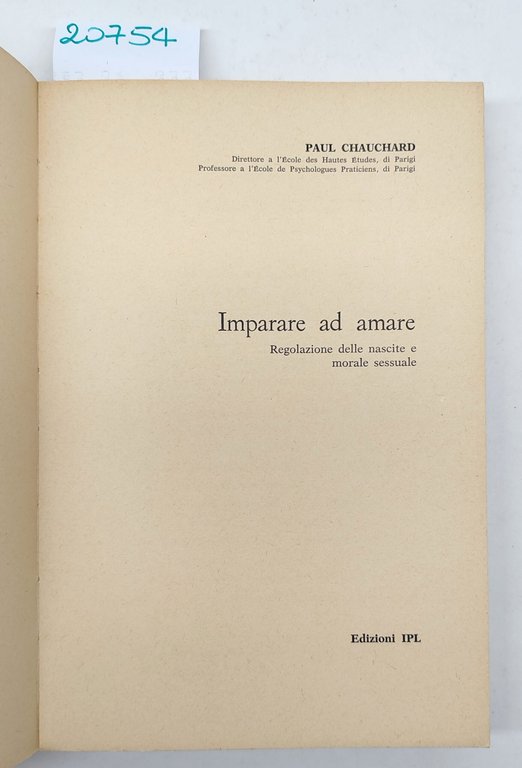 20754
PAUL CHAUCHARD
Direttore a l'École des Hautes Études, di Parigi
Professore a l'École de Psychologues Praticiens, di Parigi
Imparare ad amare
Regolazione delle nascite e
morale sessuale
Edizioni IPL